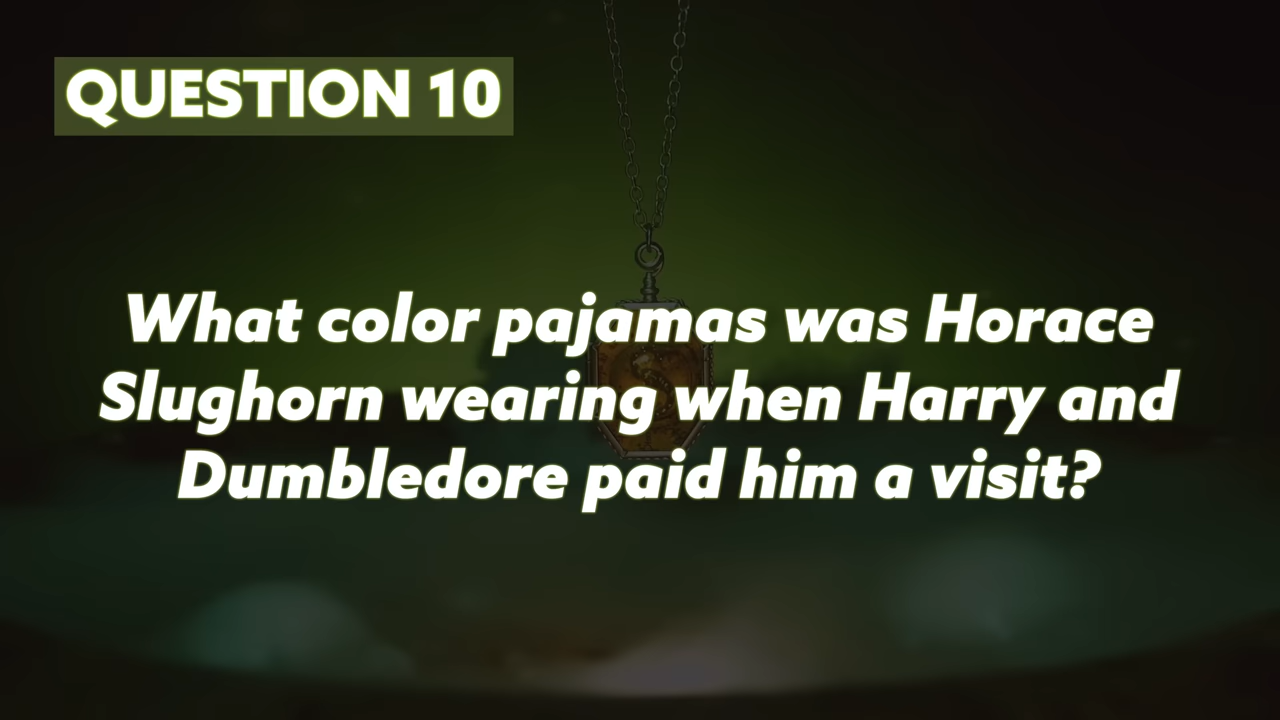 QUESTION 10
What color pajamas was Horace
Slughorn wearing when Harry and
Dumbledore paid him a visit?